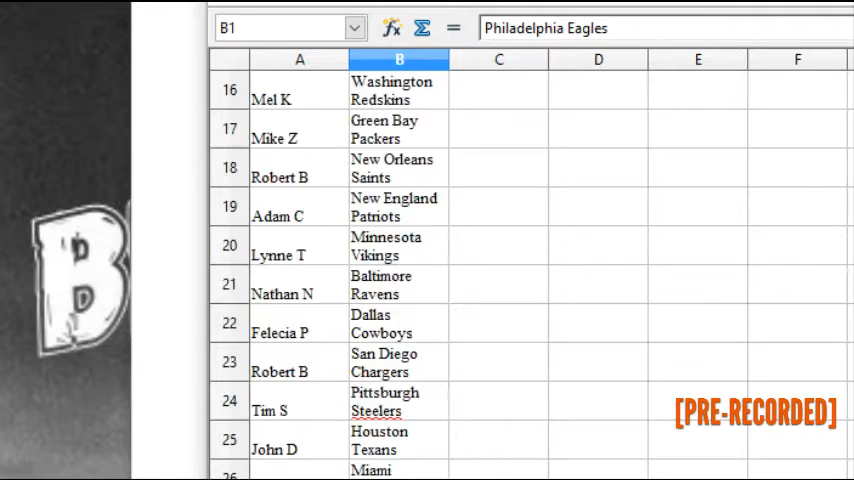 B1
Philadelphia Eagles
A B C D E F
16 Mel K Washington
Redskins
17 Mike Z Green Bay
Packers
18 Robert B New Orleans
Saints
19 Adam C New England
Patriots
20 Lynne T Minnesota
Vikings
21 Nathan N Baltimore
Ravens
22 Felecia P Dallas
Cowboys
23 Robert B San Diego
Chargers
24 Tim S Pittsburgh
Steelers
25 John D Houston
Texans
26 Miami
[PRE-RECORDED]
B